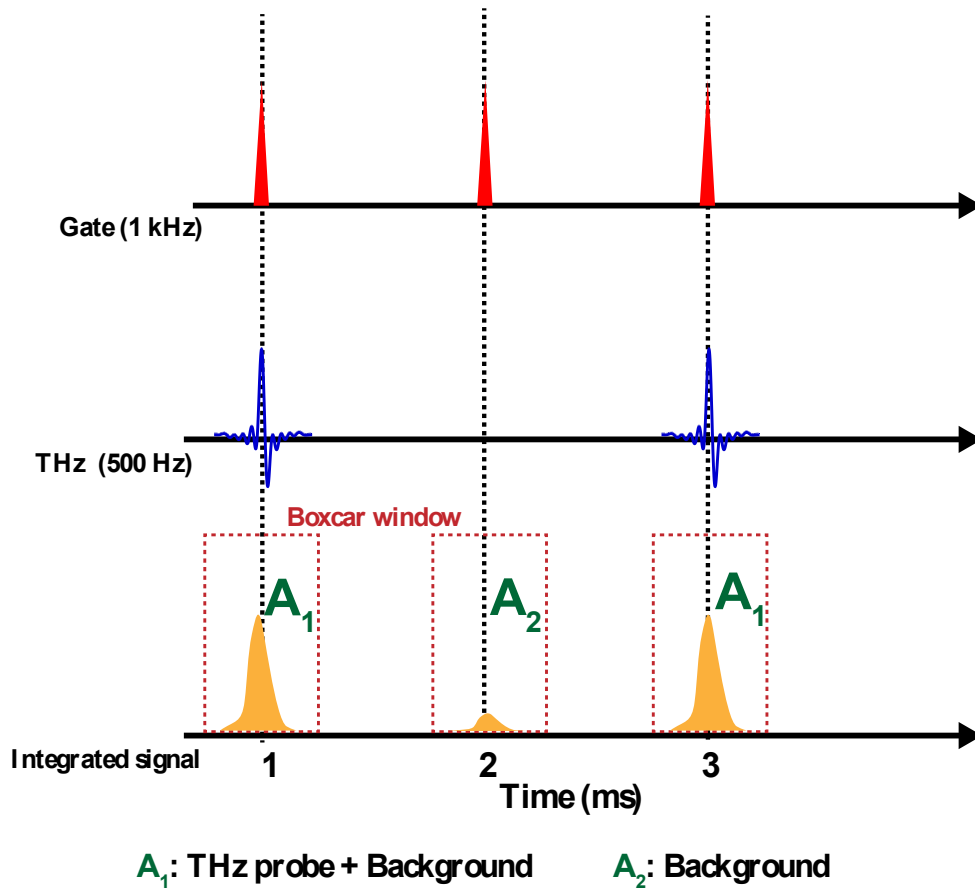 Gate (1 kHz)
THz (500 Hz)
Boxcar window
A₁
A₂
A₁
Integrated signal
1
2
3
Time (ms)
A₁: THz probe + Background
A₂: Background